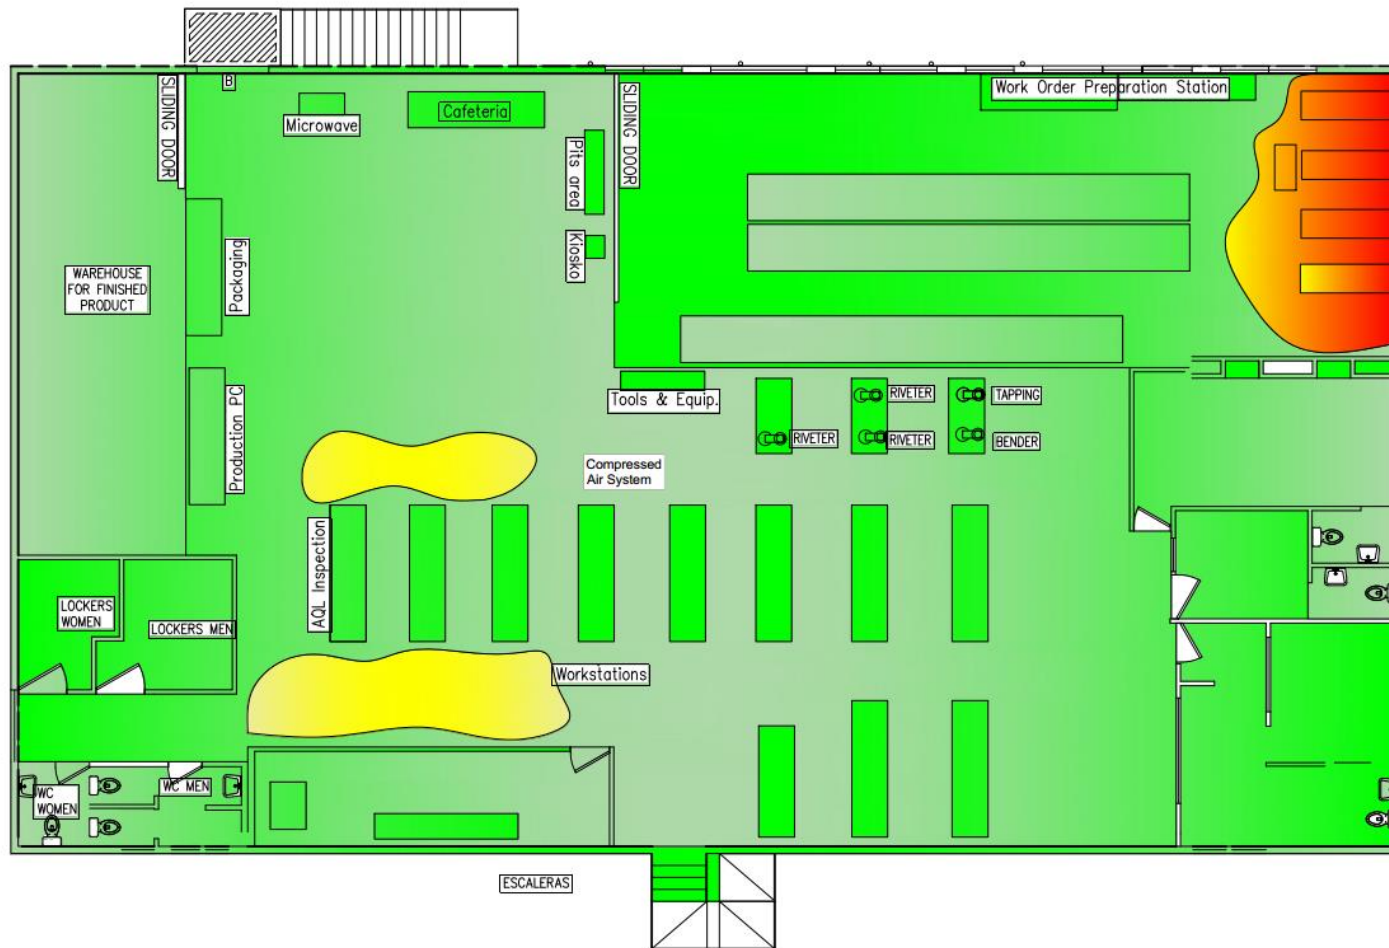 SLIDING DOOR
B
Microwave
Cafeteria
Pits area
Kiosko
SLIDING DOOR
Work Order Preparation Station
WAREHOUSE
FOR FINISHED
PRODUCT
Packaging
Production PC
Tools & Equip.
RIVETER
RIVETER
RIVETER
TAPPING
BENDER
Compressed
Air System
AQL Inspection
LOCKERS
WOMEN
LOCKERS MEN
Workstations
WC
WOMEN
WC MEN
ESCALERAS